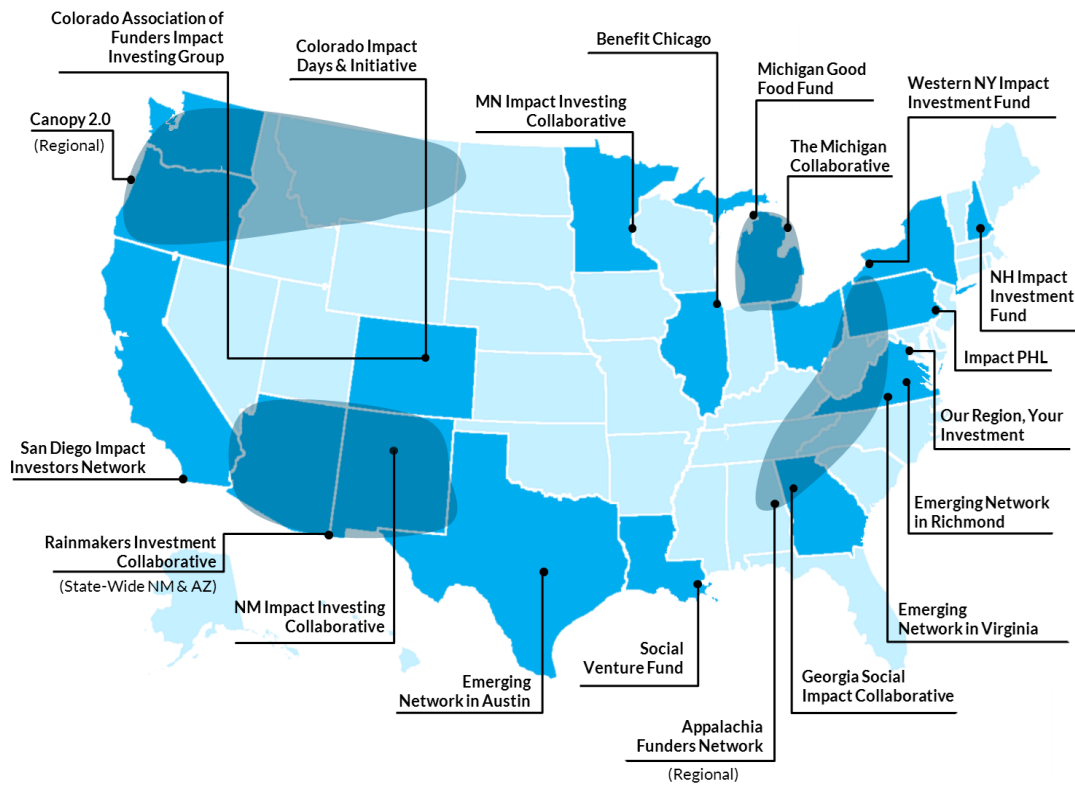 Colorado Association of
Funders Impact
Investing Group
Colorado Impact
Days & Initiative
Benefit Chicago
Michigan Good
Food Fund
Western NY Impact
Investment Fund
MN Impact Investing
Collaborative
Canopy 2.0
(Regional)
The Michigan
Collaborative
NH Impact
Investment
Fund
Impact PHL
Our Region, Your
Investment
San Diego Impact
Investors Network
Emerging Network
in Richmond
Rainmakers Investment
Collaborative
(State-Wide NM & AZ)
NM Impact Investing
Collaborative
Emerging
Network in Virginia
Social
Venture Fund
Emerging
Network in Austin
Georgia Social
Impact Collaborative
Appalachia
Funders Network
(Regional)